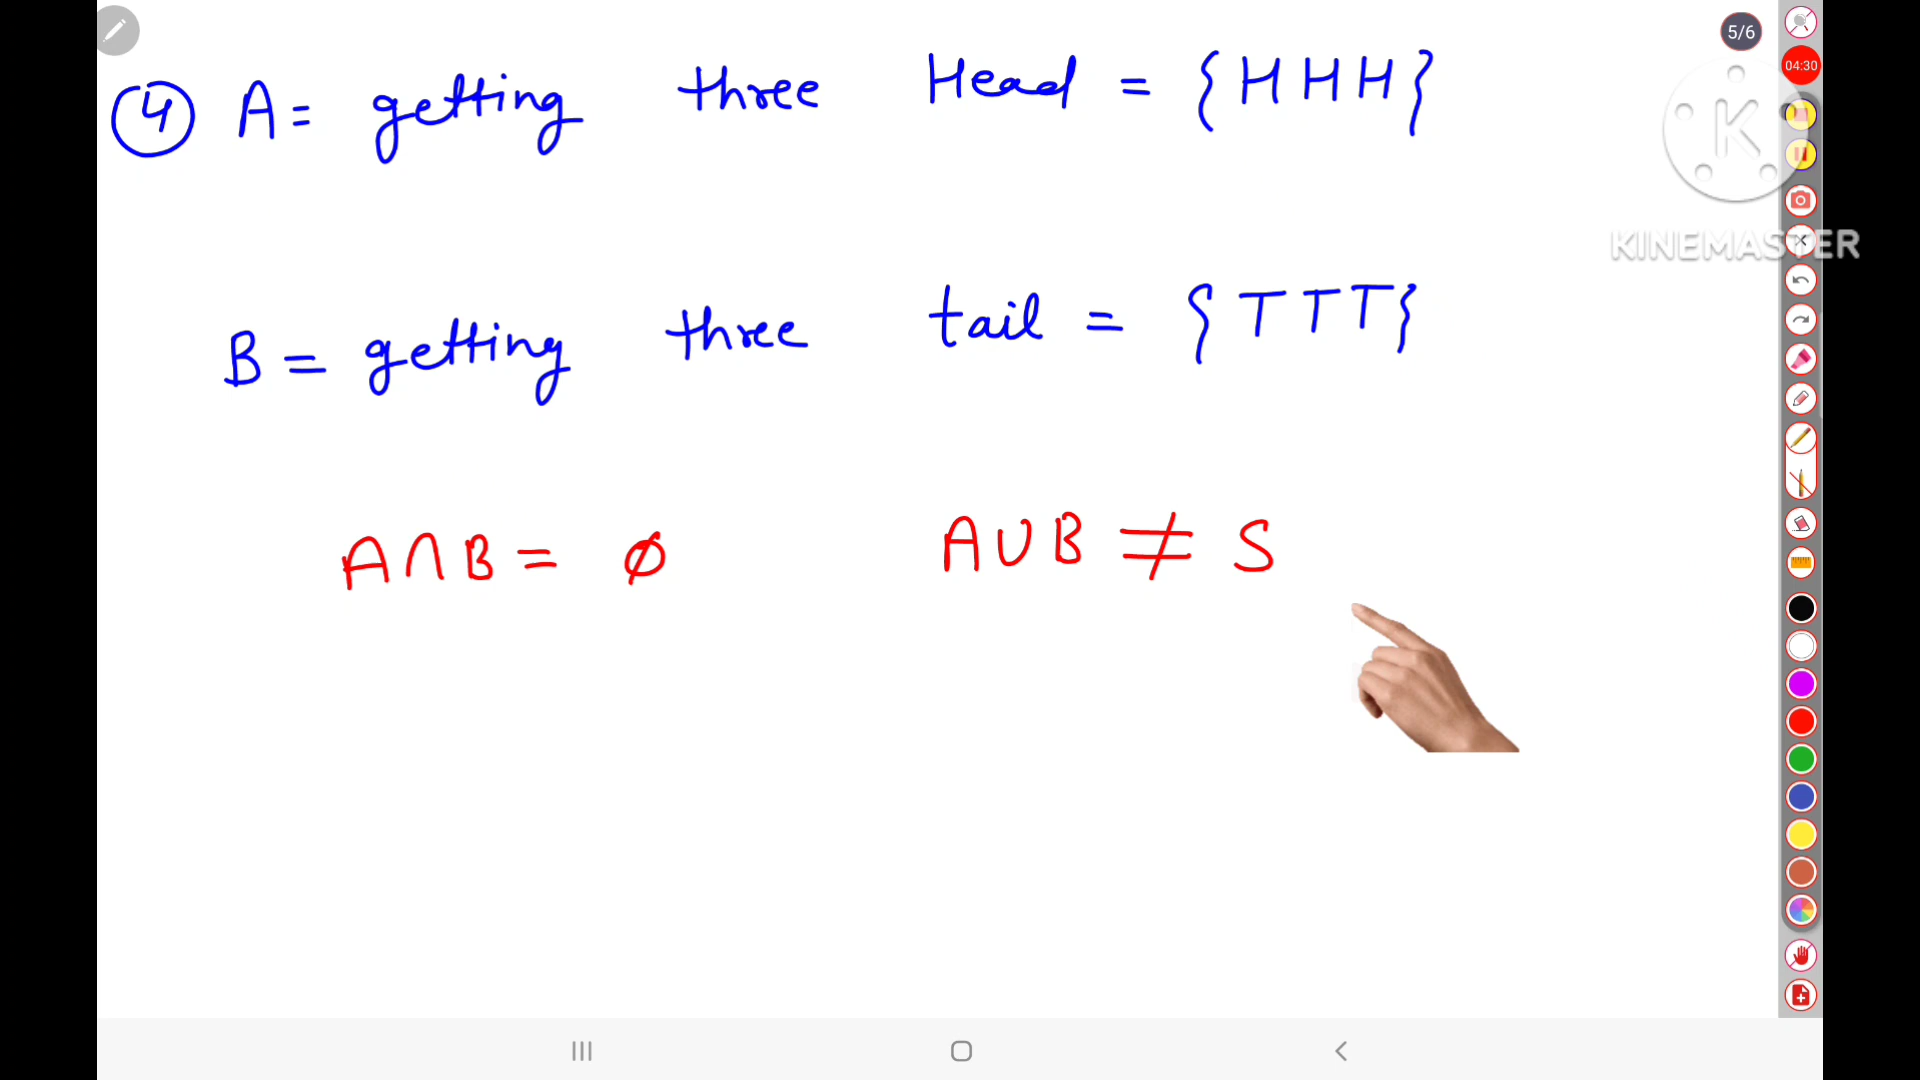 5/6
04:30
④ A = getting three Head = {HHH}
KINEMASTER
B = getting three tail = {TTT}
A∩B = ∅ A∪B ≠ S